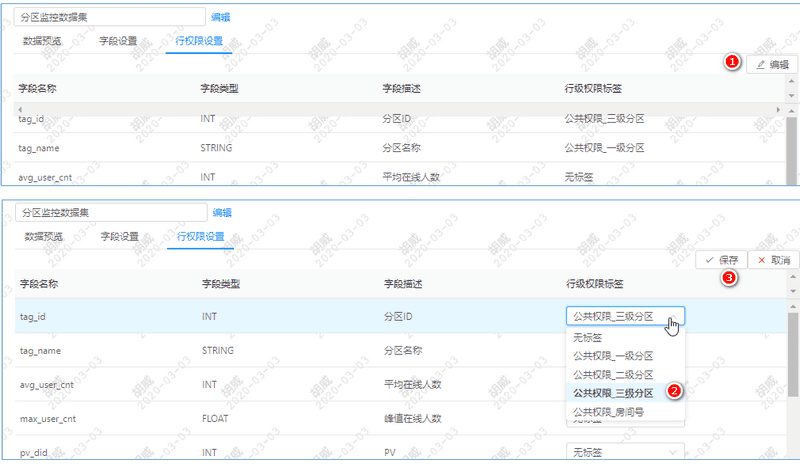 分区监控数据集 编辑
数据预览 字段设置 行权限设置
1 编辑
字段名称 字段类型 字段描述 行级权限标签
tag_id INT 分区ID 公共权限_三级分区
tag_name STRING 分区名称 公共权限_一级分区
avg_user_cnt INT 平均在线人数 无标签
分区监控数据集 编辑
数据预览 字段设置 行权限设置
保存 取消
3
字段名称 字段类型 字段描述 行级权限标签
tag_id INT 分区ID 公共权限_三级分区
无标签
tag_name STRING 分区名称 公共权限_一级分区
公共权限_二级分区
avg_user_cnt INT 平均在线人数 公共权限_三级分区 2
公共权限_房间号
max_user_cnt FLOAT 峰值在线人数 无标签
pv_did INT PV 无标签
胡威
2020-03-03